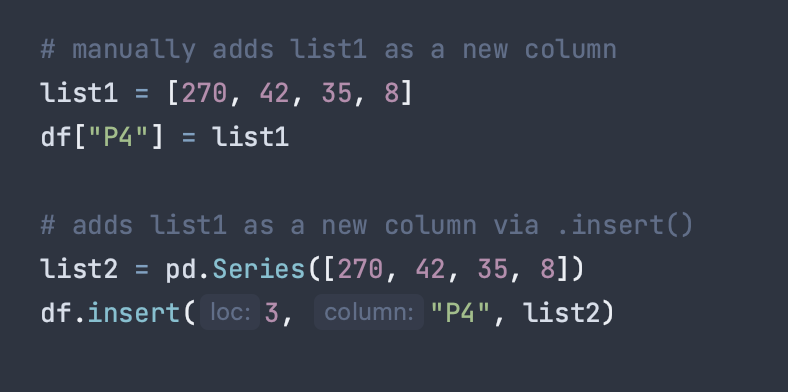 # manually adds list1 as a new column
list1 = [270, 42, 35, 8]
df["P4"] = list1
# adds list1 as a new column via .insert()
list2 = pd.Series([270, 42, 35, 8])
df.insert( loc: 3, column: "P4", list2)